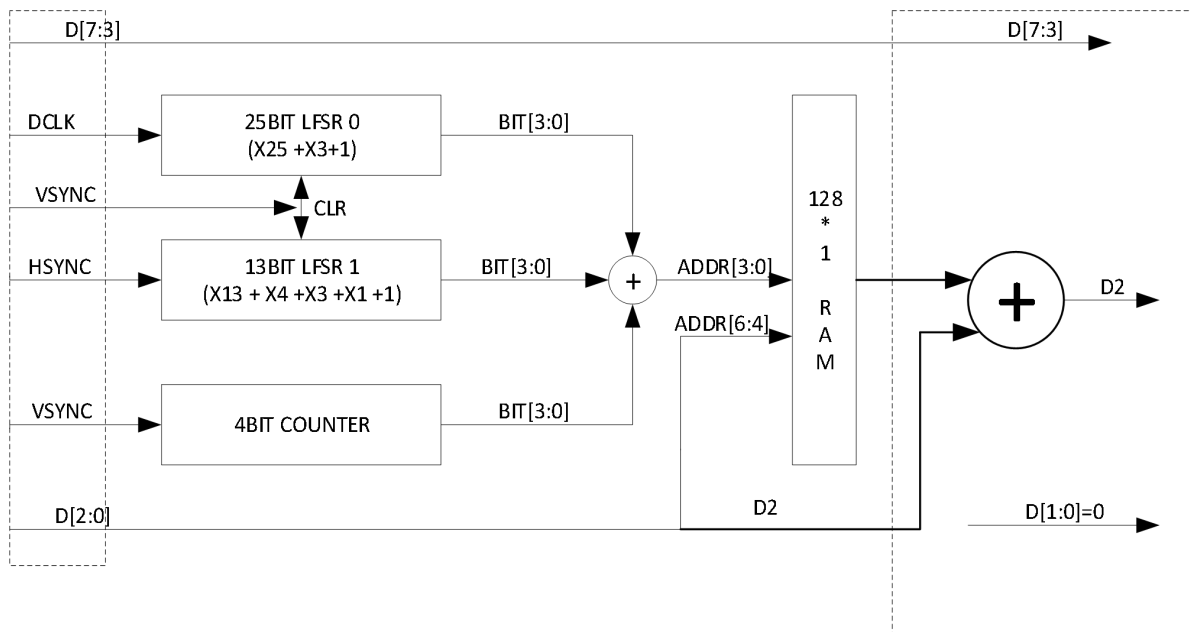 D[7:3]
D[7:3]
DCLK
25BIT LFSR 0
(X25 +X3+1)
BIT[3:0]
VSYNC
CLR
HSYNC
13BIT LFSR 1
(X13 + X4 +X3 +X1 +1)
BIT[3:0]
+
ADDR[3:0]
ADDR[6:4]
128
*
1
R
A
M
+
D2
VSYNC
4BIT COUNTER
BIT[3:0]
D[2:0]
D2
D[1:0]=0